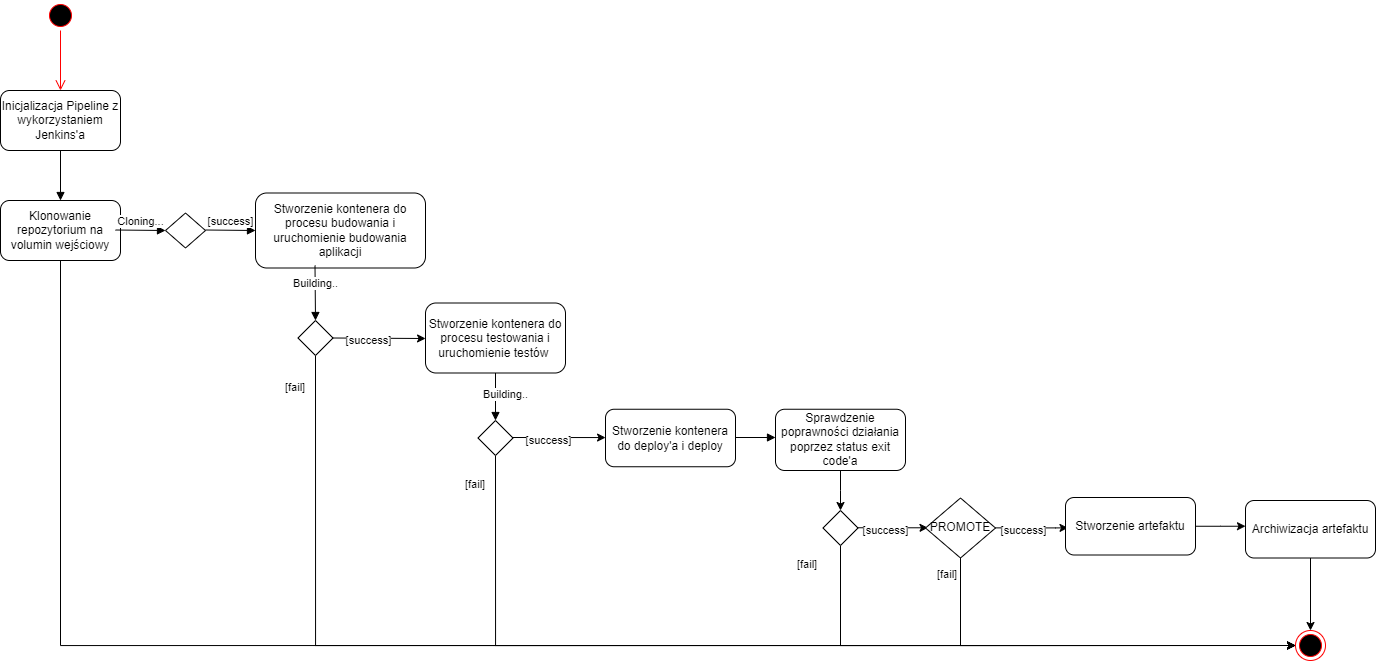 Inicjalizacja Pipeline z
wykorzystaniem
Jenkins'a
Klonowanie
repozytorium na
volumin wejściowy
Cloning...
[success]
Stworzenie kontenera do
procesu budowania i
uruchomienie budowania
aplikacji
Building..
[success]
[fail]
Stworzenie kontenera do
procesu testowania i
uruchomienie testów
Building..
[success]
[fail]
Stworzenie kontenera
do deploy'a i deploy
Sprawdzenie
poprawności działania
poprzez status exit
code'a
[success]
[fail]
PROMOTE
[success]
[fail]
Stworzenie artefaktu
Archiwizacja artefaktu